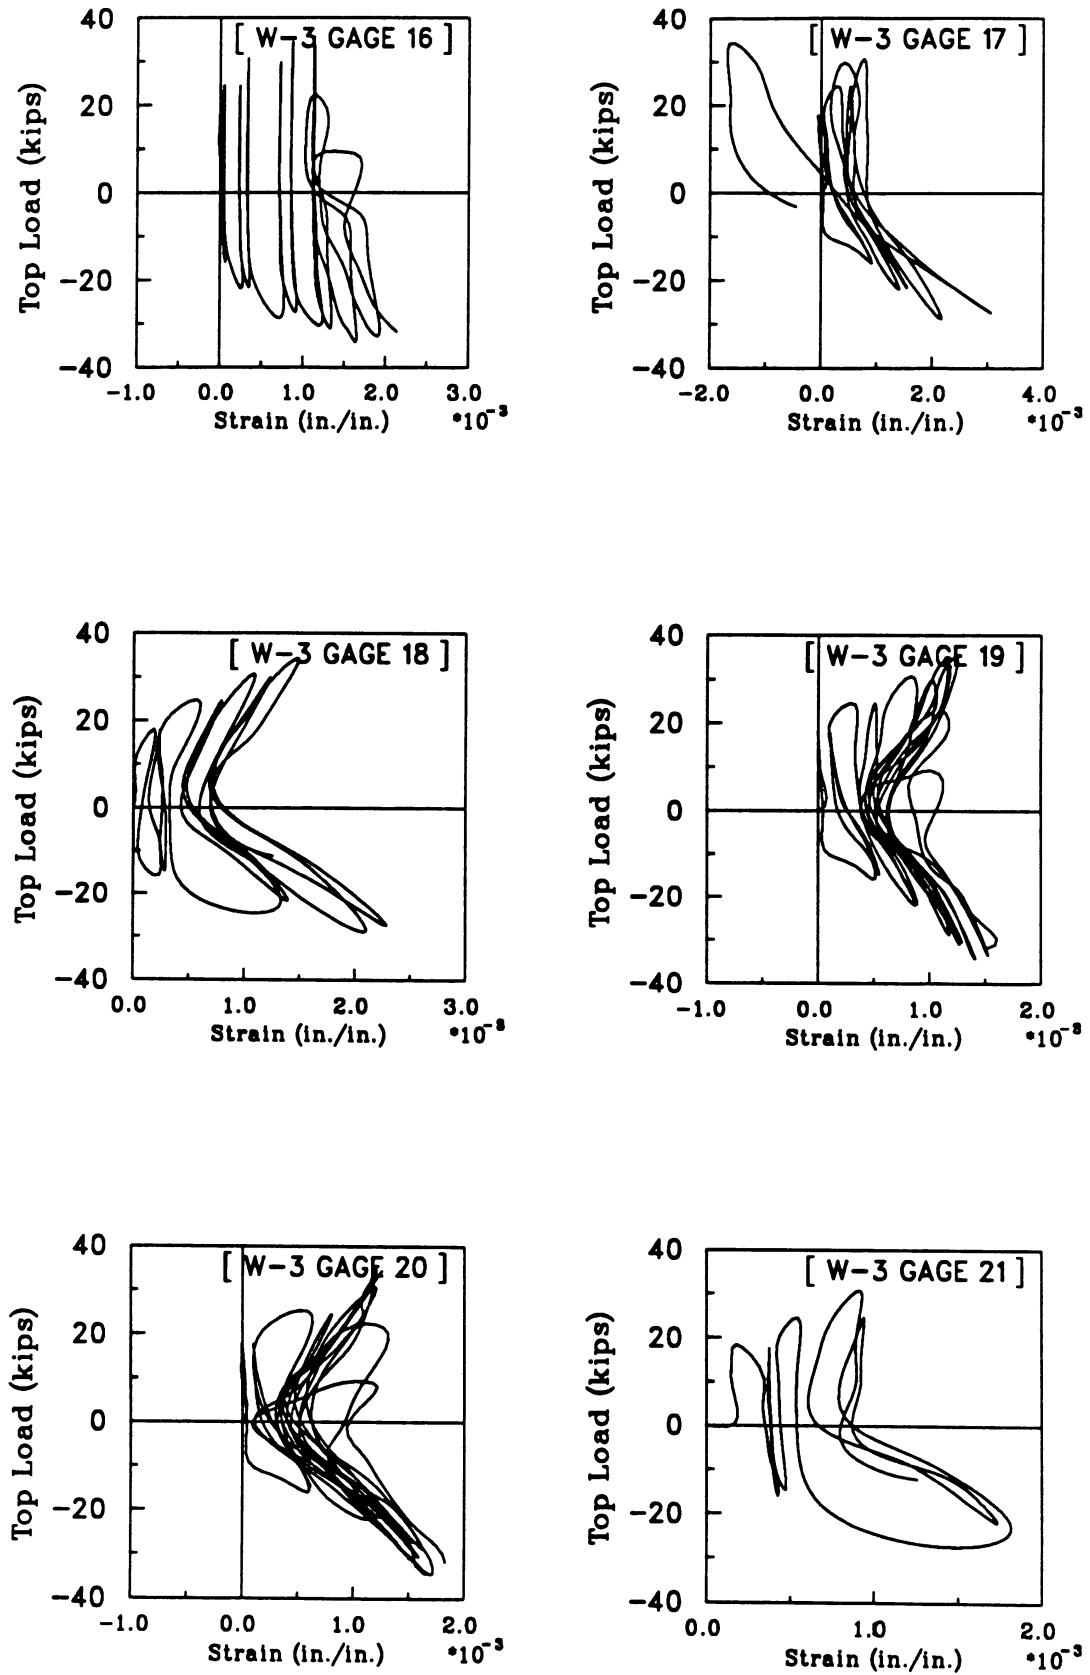 [ W-3 GAGE 16 ]
Top Load (kips)
40
20
0
-20
-40
-1.0 0.0 1.0 2.0 3.0
Strain (in./in.) *10-3
[ W-3 GAGE 17 ]
Top Load (kips)
40
20
0
-20
-40
-2.0 0.0 2.0 4.0
Strain (in./in.) *10-3
[ W-3 GAGE 18 ]
Top Load (kips)
40
20
0
-20
-40
0.0 1.0 2.0 3.0
Strain (in./in.) *10-3
[ W-3 GAGE 19 ]
Top Load (kips)
40
20
0
-20
-40
-1.0 0.0 1.0 2.0
Strain (in./in.) *10-3
[ W-3 GAGE 20 ]
Top Load (kips)
40
20
0
-20
-40
-1.0 0.0 1.0 2.0
Strain (in./in.) *10-3
[ W-3 GAGE 21 ]
Top Load (kips)
40
20
0
-20
-40
0.0 1.0 2.0
Strain (in./in.) *10-3